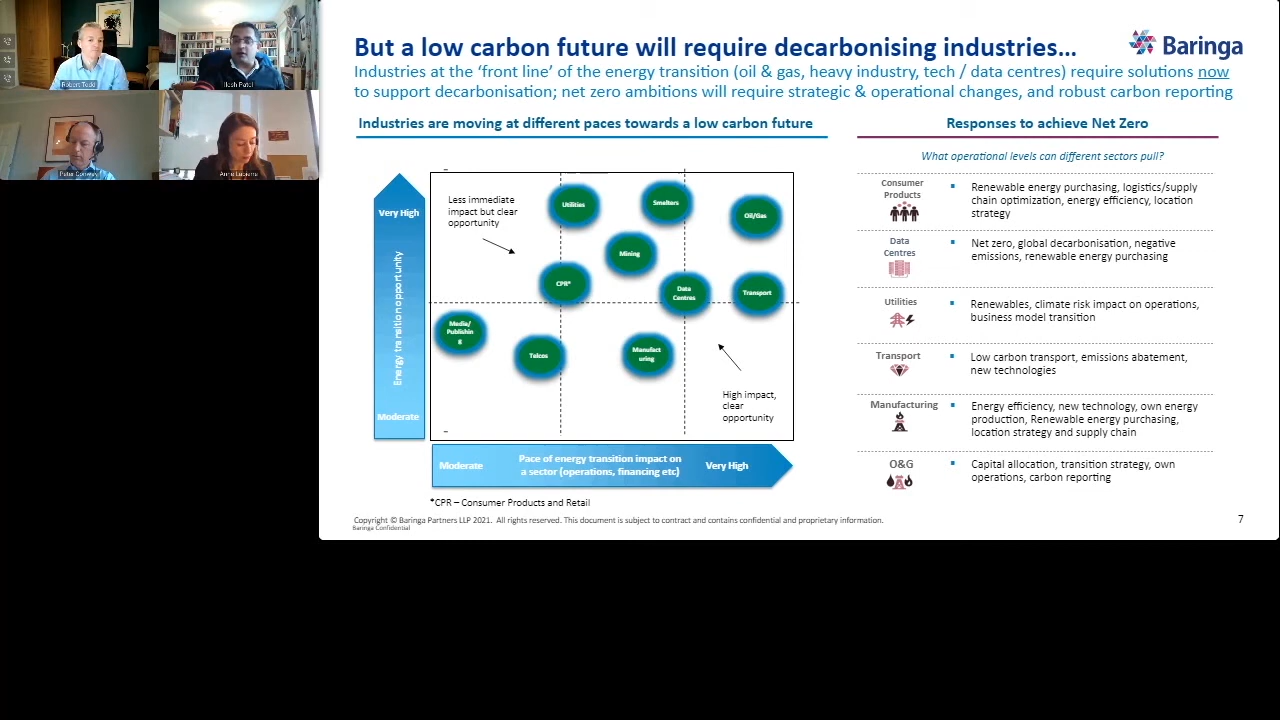 Robert Todd
Ilesh Patel
Peter Conway
But a low carbon future will require decarbonising industries…
Baringa
Industries at the ‘front line’ of the energy transition (oil & gas, heavy industry, tech / data centres) require solutions now
to support decarbonisation; net zero ambitions will require strategic & operational changes, and robust carbon reporting
Industries are moving at different paces towards a low carbon future
Very High
Energy transition opportunity
Moderate
Less immediate
impact but clear
opportunity
Utilities
Smelters
Oil/Gas
Mining
CPR*
Data
Centres
Transport
Media/
Publishin
g
Telcos
Manufact
uring
High impact,
clear
opportunity
Moderate
Pace of energy transition impact on
a sector (operations, financing etc)
Very High
*CPR – Consumer Products and Retail
Responses to achieve Net Zero
What operational levels can different sectors pull?
Consumer
Products
▪ Renewable energy purchasing, logistics/supply
chain optimization, energy efficiency, location
strategy
Data
Centres
▪ Net zero, global decarbonisation, negative
emissions, renewable energy purchasing
Utilities
▪ Renewables, climate risk impact on operations,
business model transition
Transport
▪ Low carbon transport, emissions abatement,
new technologies
Manufacturing
▪ Energy efficiency, new technology, own energy
production, Renewable energy purchasing,
location strategy and supply chain
O&G
▪ Capital allocation, transition strategy, own
operations, carbon reporting
Copyright © Baringa Partners LLP 2021. All rights reserved. This document is subject to contract and contains confidential and proprietary information.
Baringa Confidential
7